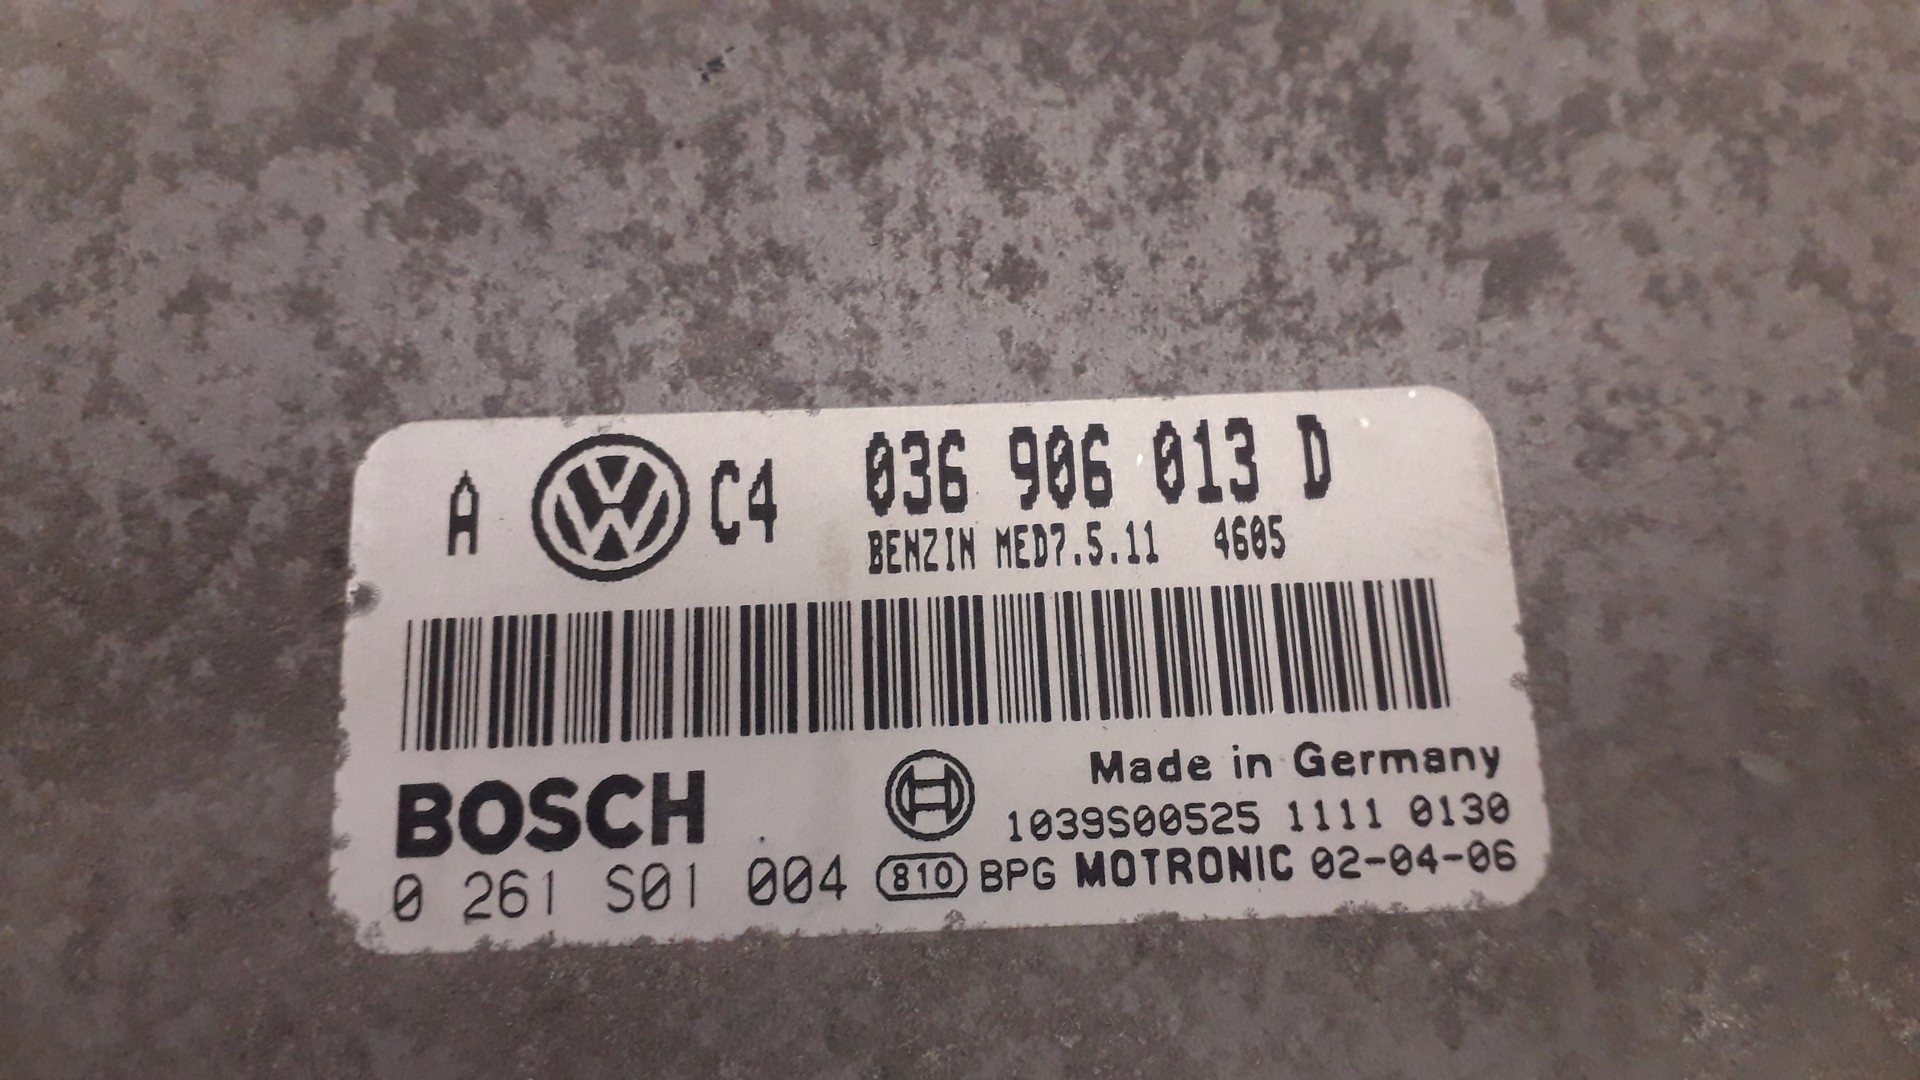 A VW C4 036 906 013 D
BENZIN MED7.5.11 4605
BOSCH
Made in Germany
1039S00525 1111 0130
0 261 S01 004 810 BPG MOTRONIC 02-04-06